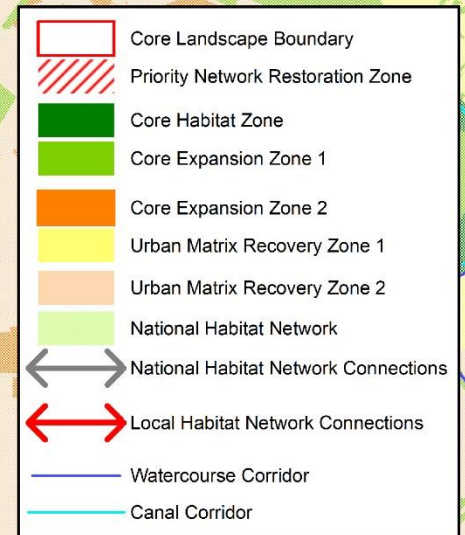 Core Landscape Boundary
Priority Network Restoration Zone
Core Habitat Zone
Core Expansion Zone 1
Core Expansion Zone 2
Urban Matrix Recovery Zone 1
Urban Matrix Recovery Zone 2
National Habitat Network
National Habitat Network Connections
Local Habitat Network Connections
Watercourse Corridor
Canal Corridor